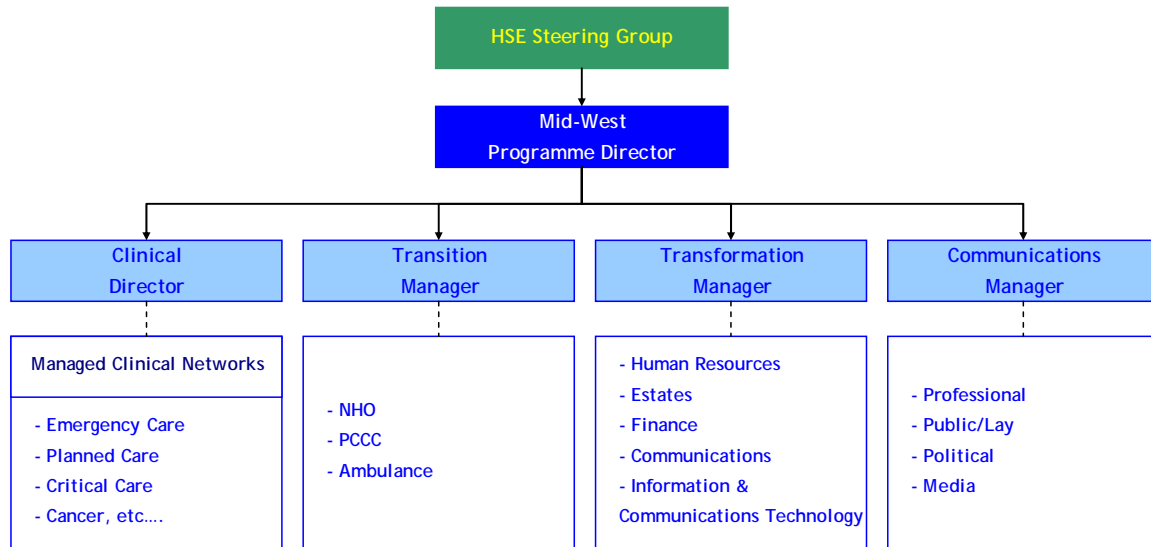 HSE Steering Group
Mid-West
Programme Director
Clinical
Director
Transition
Manager
Transformation
Manager
Communications
Manager
Managed Clinical Networks
- Emergency Care
- Planned Care
- Critical Care
- Cancer, etc....
- NHO
- PCCC
- Ambulance
- Human Resources
- Estates
- Finance
- Communications
- Information &
Communications Technology
- Professional
- Public/Lay
- Political
- Media